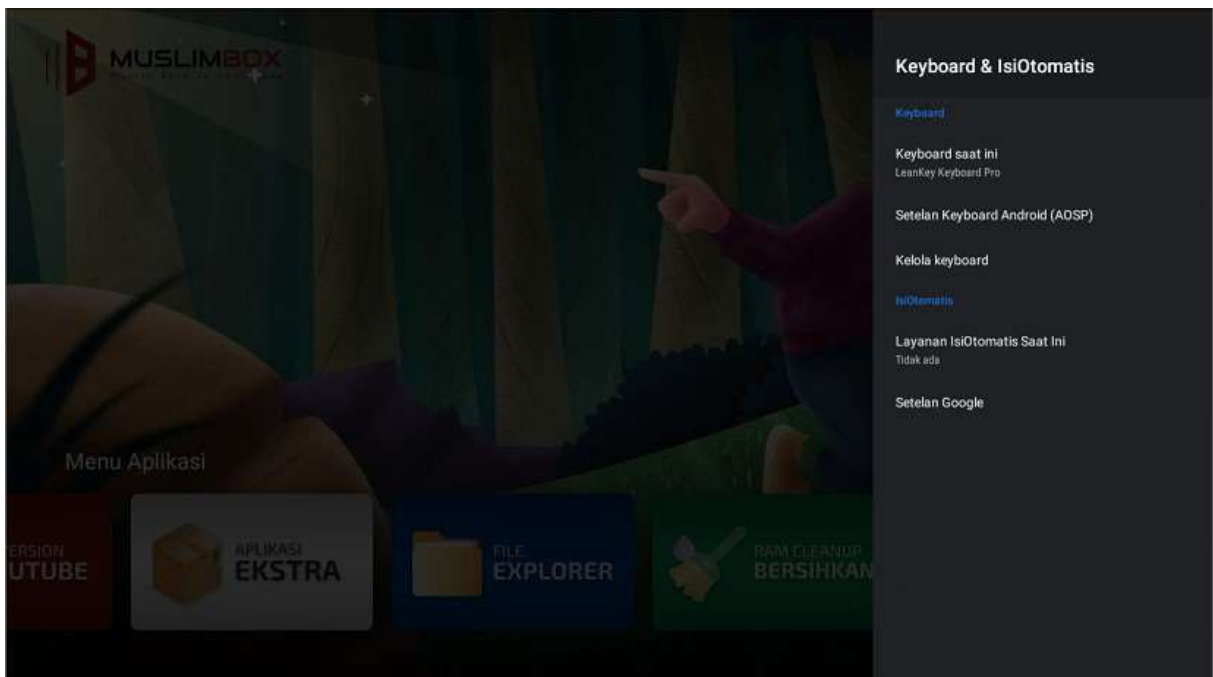 MUSLIMBOX
Menu Aplikasi
UTUBE
APLIKASI
EKSTRA
FILE
EXPLORER
RAM CLEANUP
BERSIHKAN
Keyboard & IsiOtomatis
Keyboard
Keyboard saat ini
LeanKey Keyboard Pro
Setelan Keyboard Android (AOSP)
Kelola keyboard
IsiOtomatis
Layanan IsiOtomatis Saat Ini
Tidak ada
Setelan Google